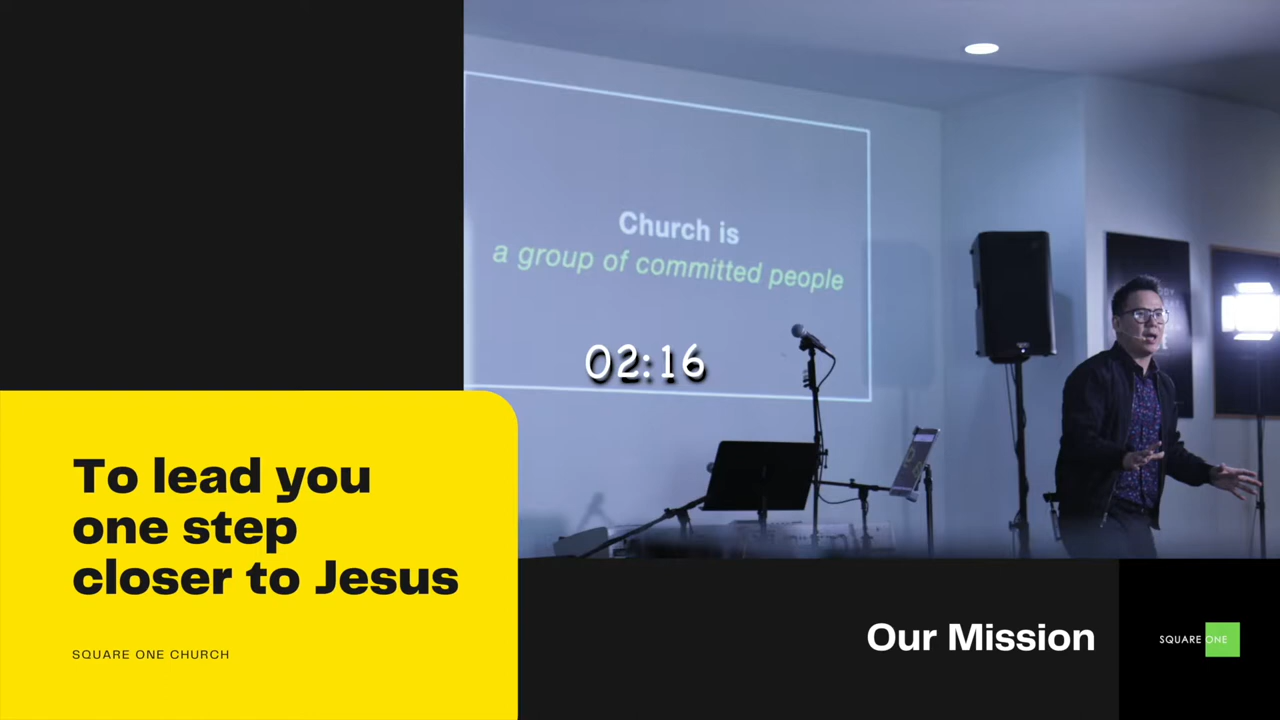 Church is
a group of committed people
02:16
To lead you
one step
closer to Jesus
SQUARE ONE CHURCH
Our Mission
SQUARE ONE